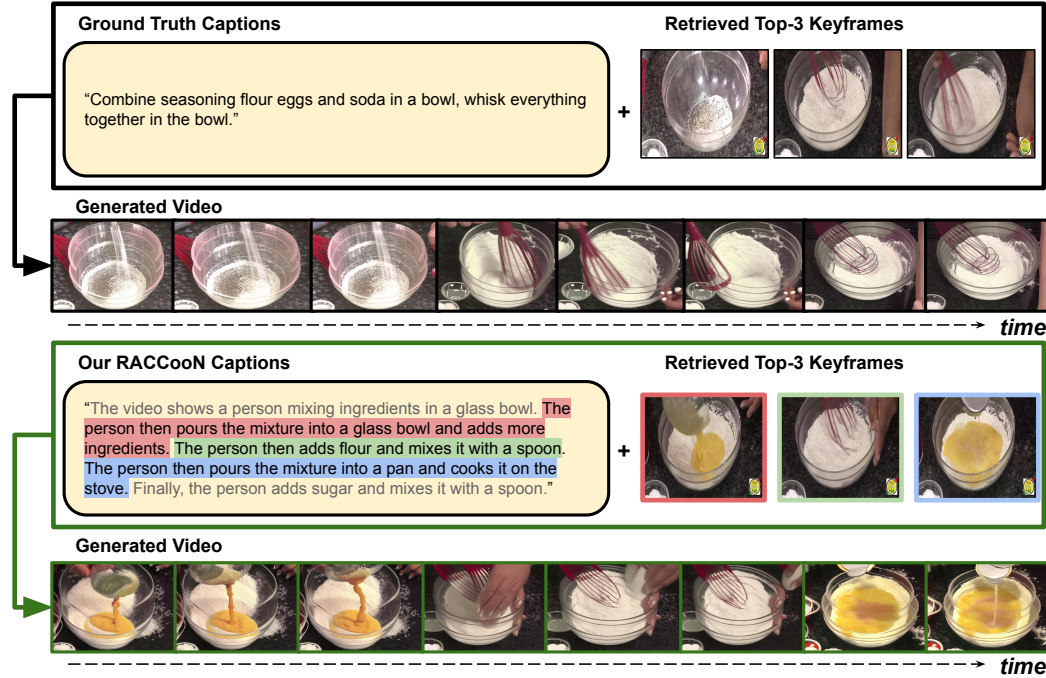 Ground Truth Captions
Retrieved Top-3 Keyframes
“Combine seasoning flour eggs and soda in a bowl, whisk everything
together in the bowl.”
+
Generated Video
time
Our RACCooN Captions
Retrieved Top-3 Keyframes
“The video shows a person mixing ingredients in a glass bowl. The
person then pours the mixture into a glass bowl and adds more
ingredients. The person then adds flour and mixes it with a spoon.
The person then pours the mixture into a pan and cooks it on the
stove. Finally, the person adds sugar and mixes it with a spoon.”
+
Generated Video
time